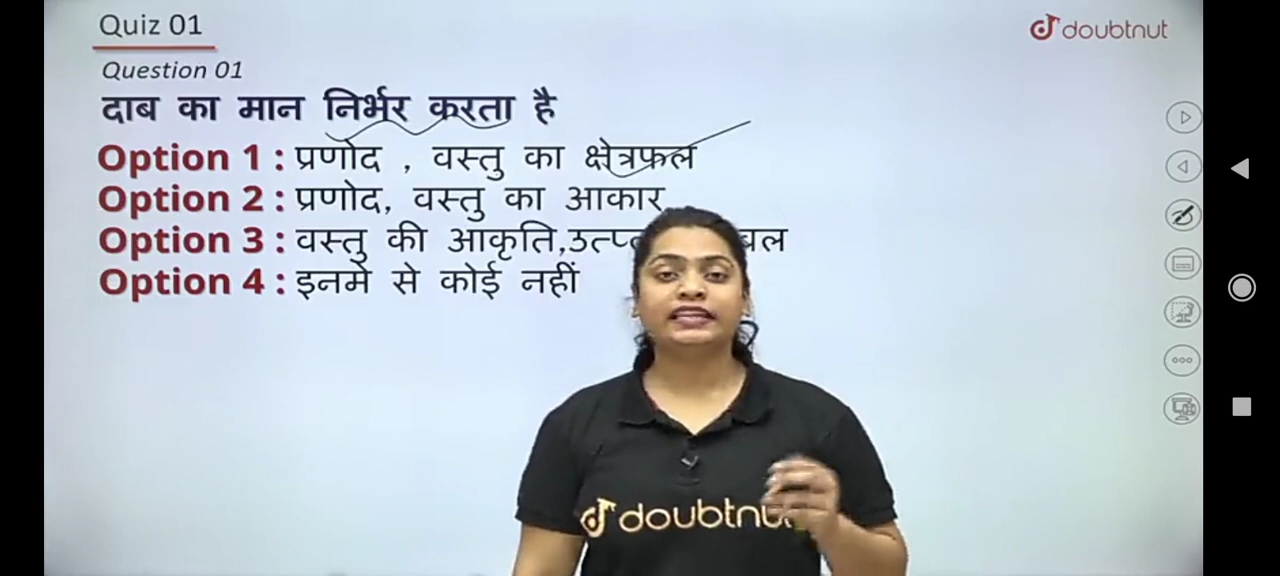 Quiz 01
doubtnut
Question 01
दाब का मान निर्भर करता है
Option 1 : प्रणोद , वस्तु का क्षेत्रफल
Option 2 : प्रणोद, वस्तु का आकार
Option 3 : वस्तु की आकृति, बल
Option 4 : इनमे से कोई नहीं
doubtnut